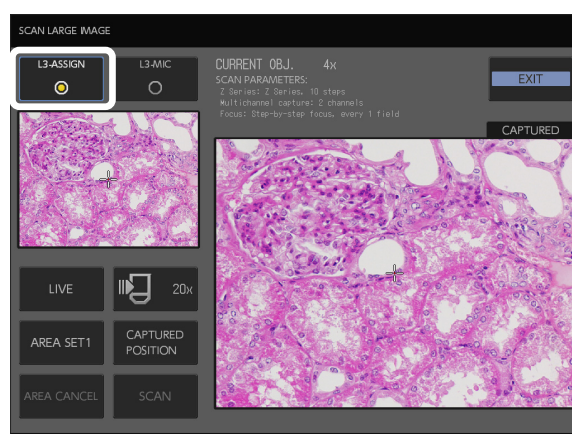 SCAN LARGE IMAGE
L3-ASSIGN
L3-MIC
CURRENT OBJ. 4x
SCAN PARAMETERS:
Z Series: Z Series, 10 steps
Multichannel capture: 2 channels
Focus: Step-by-step focus, every 1 field
EXIT
CAPTURED
LIVE
20x
AREA SET1
CAPTURED
POSITION
AREA CANCEL
SCAN